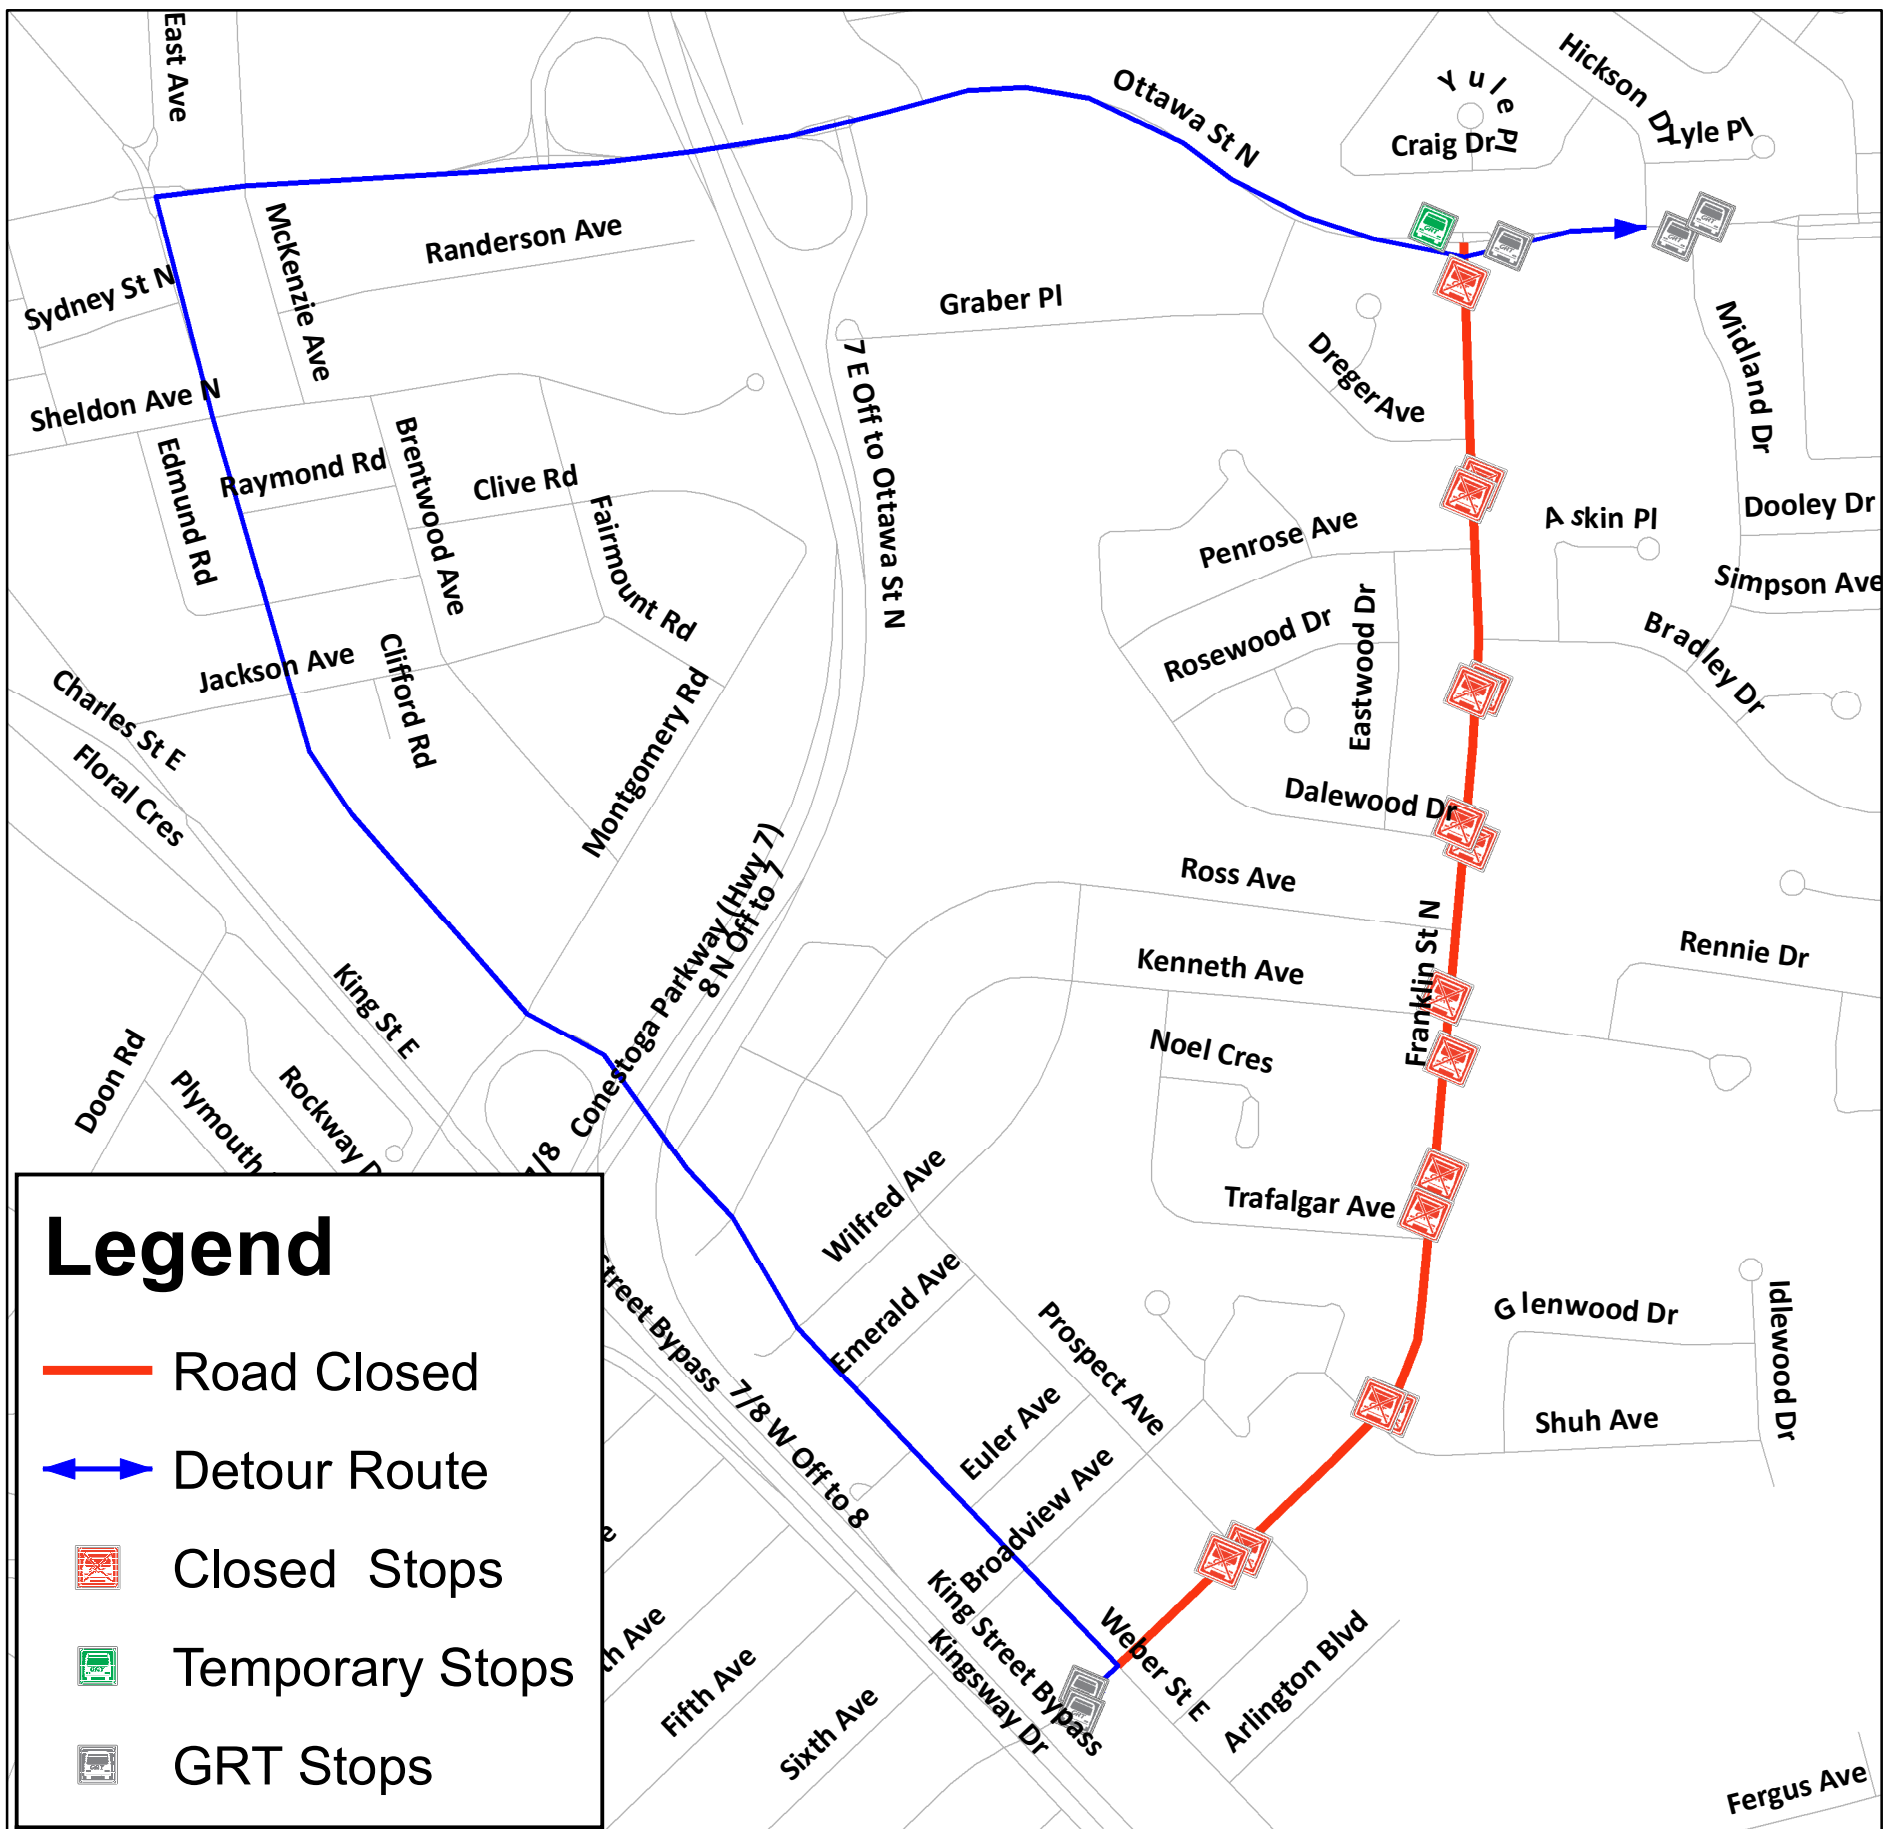 East Ave
Ottawa St N
Yule Pl
Hickson Dr
Craig Dr
Lyle Pl
McKenzie Ave
Randerson Ave
Sydney St N
Graber Pl
7 E Off to Ottawa St N
Dreger Ave
Midland Dr
Sheldon Ave N
Edmund Rd
Raymond Rd
Brentwood Ave
Clive Rd
Fairmount Rd
Penrose Ave
Askin Pl
Dooley Dr
Simpson Ave
Rosewood Dr
Eastwood Dr
Bradley Dr
Jackson Ave
Clifford Rd
Charles St E
Floral Cres
Montgomery Rd
Dalewood Dr
Ross Ave
Conestoga Parkway (Hwy 7)
8 N Off to 7
Kenneth Ave
Franklin St N
Rennie Dr
King St E
Noel Cres
Doon Rd
Plymouth
Rockway D
7/8
Wilfred Ave
Trafalgar Ave
Emerald Ave
Prospect Ave
Glenwood Dr
Idlewood Dr
Street Bypass
7/8 W Off to 8
Euler Ave
Shuh Ave
Broadview Ave
King Street Bypass
Kingsway Dr
Weber St E
Arlington Blvd
th Ave
Fifth Ave
Sixth Ave
Fergus Ave
Legend
Road Closed
Detour Route
Closed Stops
Temporary Stops
GRT Stops